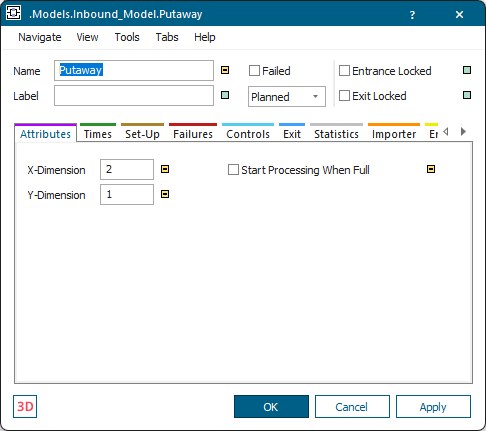 .Models.Inbound_Model.Putaway ? ×
Navigate View Tools Tabs Help
Name Putaway Failed Entrance Locked
Label Planned Exit Locked
Attributes Times Set-Up Failures Controls Exit Statistics Importer
X-Dimension 2 Start Processing When Full
Y-Dimension 1
3D OK Cancel Apply